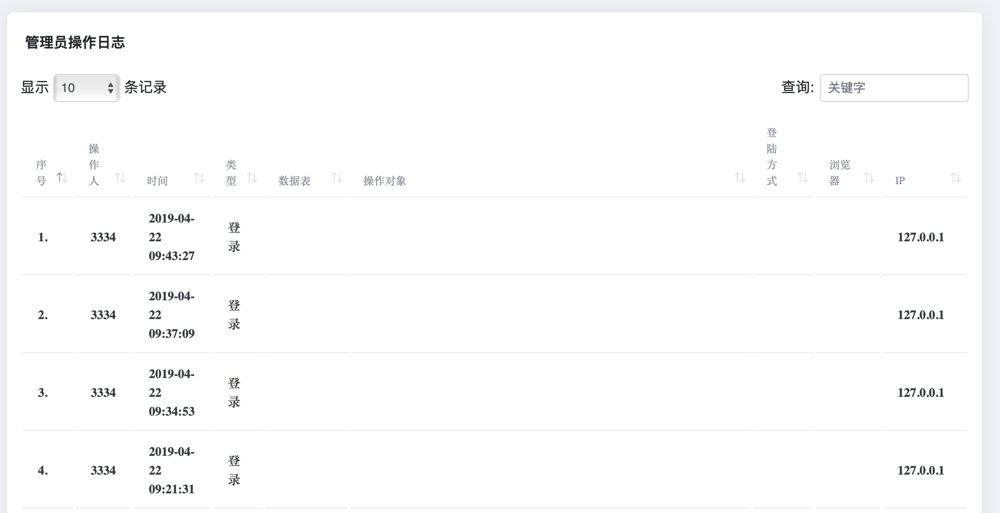 管理员操作日志
显示 10 条记录 查询: 关键字
序号 操作人 时间 类型 数据表 操作对象 登陆方式 浏览器 IP
1. 3334 2019-04-22 09:43:27 登录 127.0.0.1
2. 3334 2019-04-22 09:37:09 登录 127.0.0.1
3. 3334 2019-04-22 09:34:53 登录 127.0.0.1
4. 3334 2019-04-22 09:21:31 登录 127.0.0.1